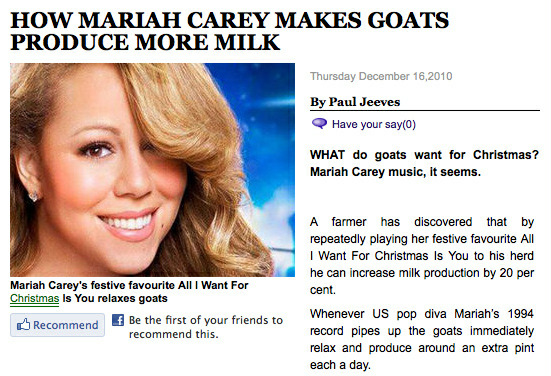 HOW MARIAH CAREY MAKES GOATS
PRODUCE MORE MILK
Thursday December 16,2010
By Paul Jeeves
Have your say(0)
WHAT do goats want for Christmas?
Mariah Carey music, it seems.
A farmer has discovered that by
repeatedly playing her festive favourite All
I Want For Christmas Is You to his herd
he can increase milk production by 20 per
cent.
Whenever US pop diva Mariah's 1994
record pipes up the goats immediately
relax and produce around an extra pint
each a day.
Mariah Carey's festive favourite All I Want For
Christmas Is You relaxes goats
Recommend
Be the first of your friends to
recommend this.